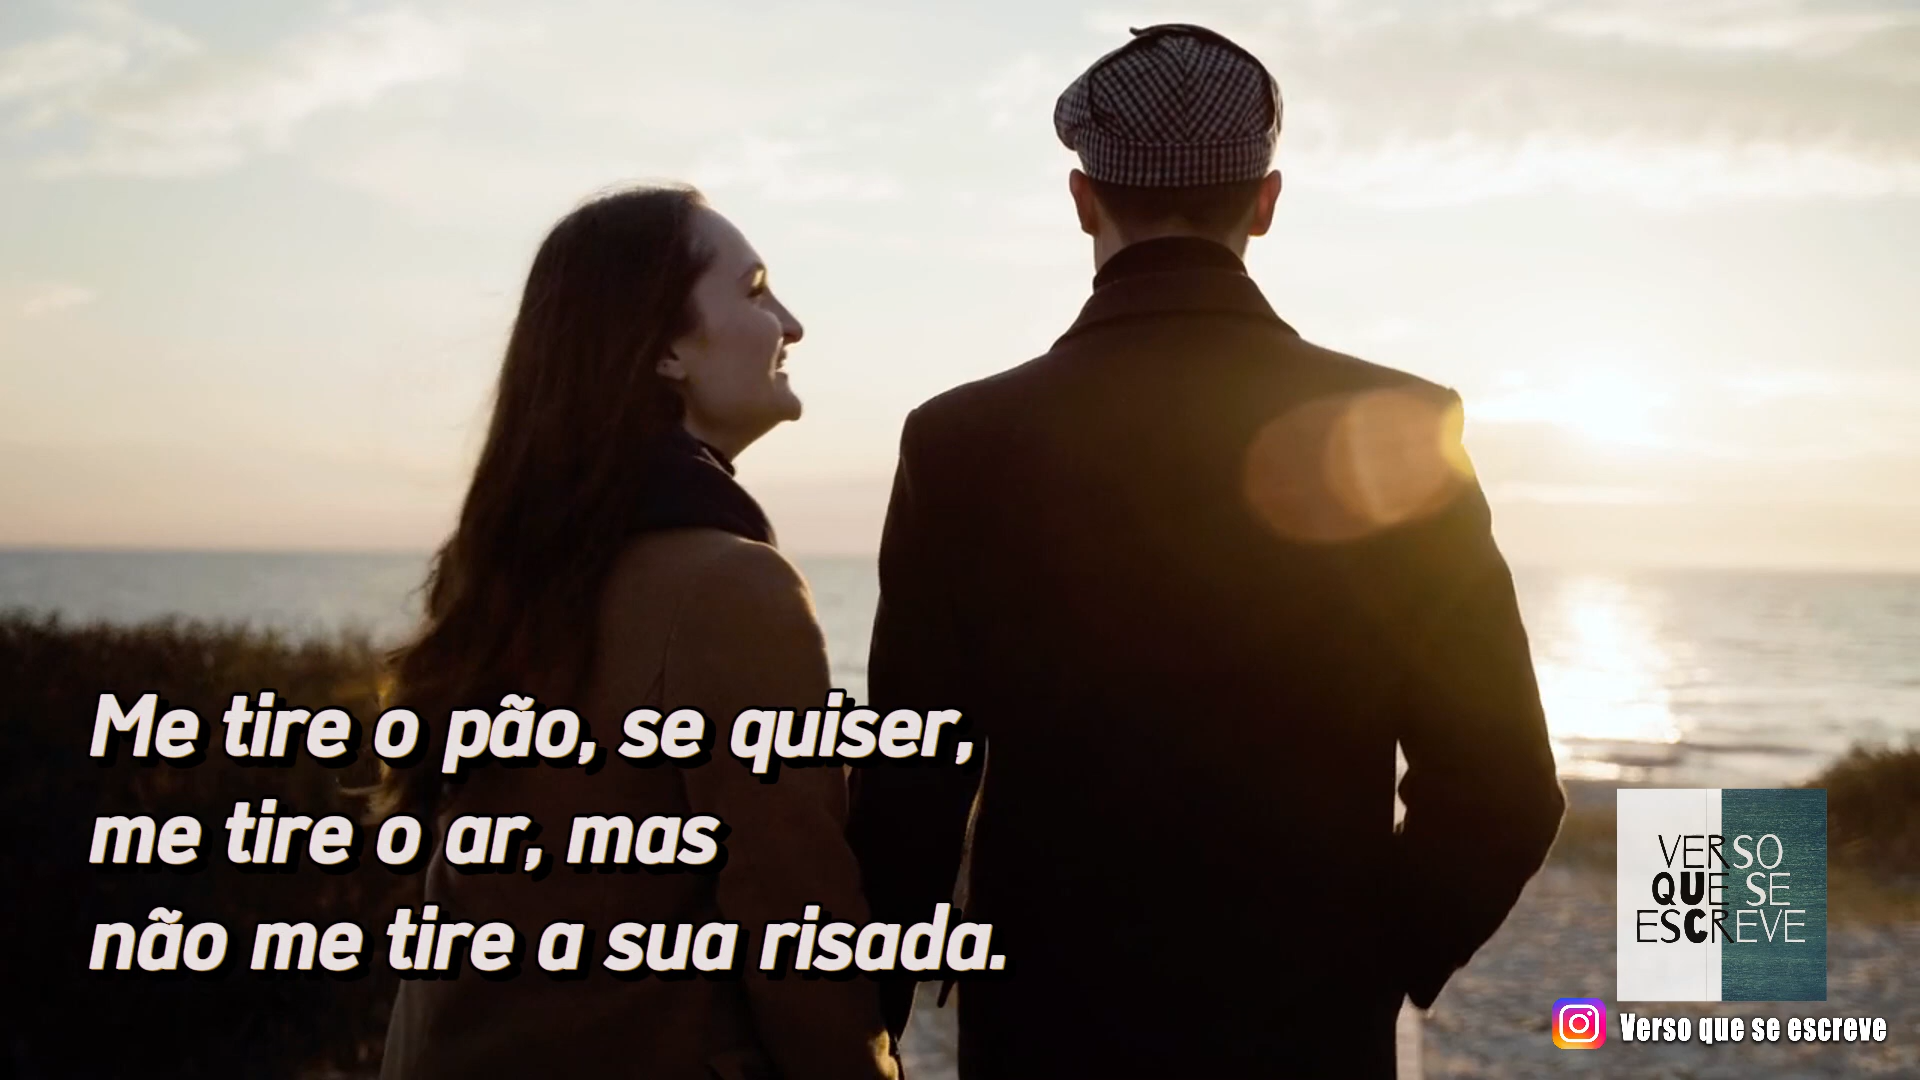 Me tire o pão, se quiser,
me tire o ar, mas
não me tire a sua risada.
VERSO
QUE SE
ESCREVE
Verso que se escreve